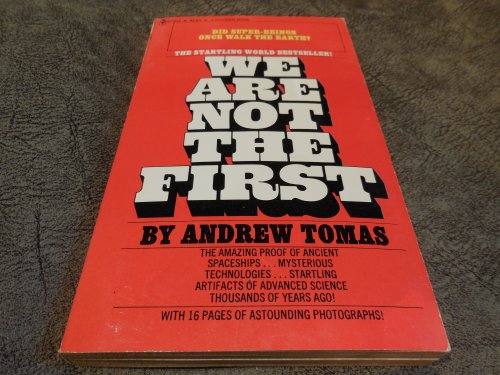 DID SUPER-BEINGS
ONCE WALK THE EARTH?
THE STARTLING WORLD BESTSELLER!
WE
ARE
NOT
THE
FIRST
BY ANDREW TOMAS
THE AMAZING PROOF OF ANCIENT
SPACESHIPS...MYSTERIOUS
TECHNOLOGIES...STARTLING
ARTIFACTS OF ADVANCED SCIENCE
THOUSANDS OF YEARS AGO!
WITH 16 PAGES OF ASTOUNDING PHOTOGRAPHS!